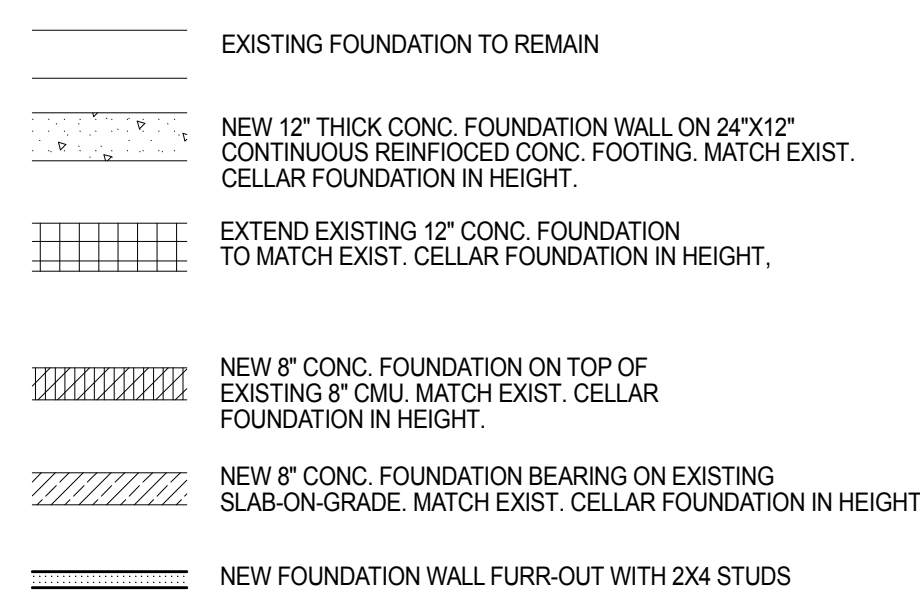 EXISTING FOUNDATION TO REMAIN
NEW 12" THICK CONC. FOUNDATION WALL ON 24"X12"
CONTINUOUS REINFIOCED CONC. FOOTING. MATCH EXIST.
CELLAR FOUNDATION IN HEIGHT.
EXTEND EXISTING 12" CONC. FOUNDATION
TO MATCH EXIST. CELLAR FOUNDATION IN HEIGHT,
NEW 8" CONC. FOUNDATION ON TOP OF
EXISTING 8" CMU. MATCH EXIST. CELLAR
FOUNDATION IN HEIGHT.
NEW 8" CONC. FOUNDATION BEARING ON EXISTING
SLAB-ON-GRADE. MATCH EXIST. CELLAR FOUNDATION IN HEIGHT
NEW FOUNDATION WALL FURR-OUT WITH 2X4 STUDS